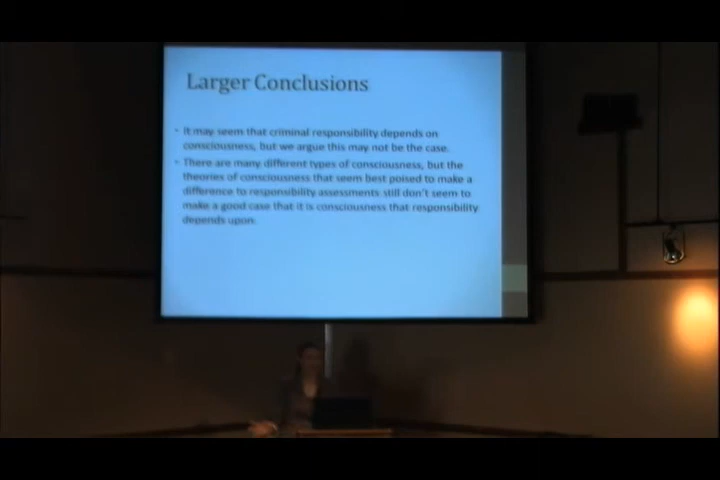 Larger Conclusions
• It may seem that criminal responsibility depends on
consciousness, but we argue this may not be the case.
• There are many different types of consciousness, but the
theories of consciousness that seem best poised to make a
difference to responsibility assessments still don't seem to
make a good case that it is consciousness that responsibility
depends upon.